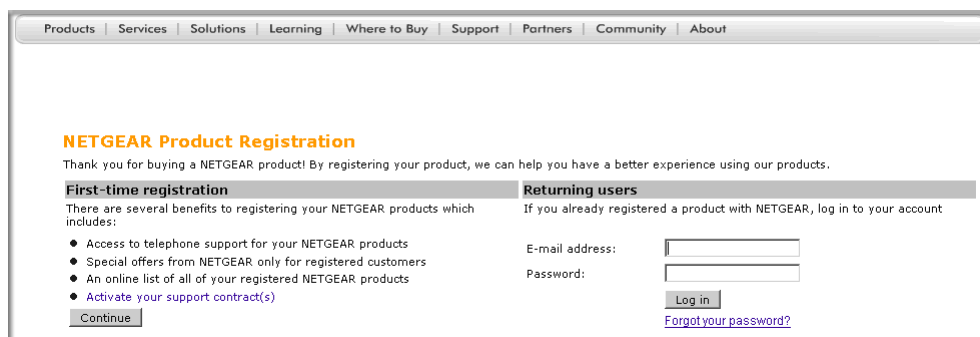 Products | Services | Solutions | Learning | Where to Buy | Support | Partners | Community | About
NETGEAR Product Registration
Thank you for buying a NETGEAR product! By registering your product, we can help you have a better experience using our products.
First-time registration
There are several benefits to registering your NETGEAR products which
includes:
● Access to telephone support for your NETGEAR products
● Special offers from NETGEAR only for registered customers
● An online list of all of your registered NETGEAR products
● Activate your support contract(s)
Continue
Returning users
If you already registered a product with NETGEAR, log in to your account
E-mail address:
Password:
Log in
Forgot your password?